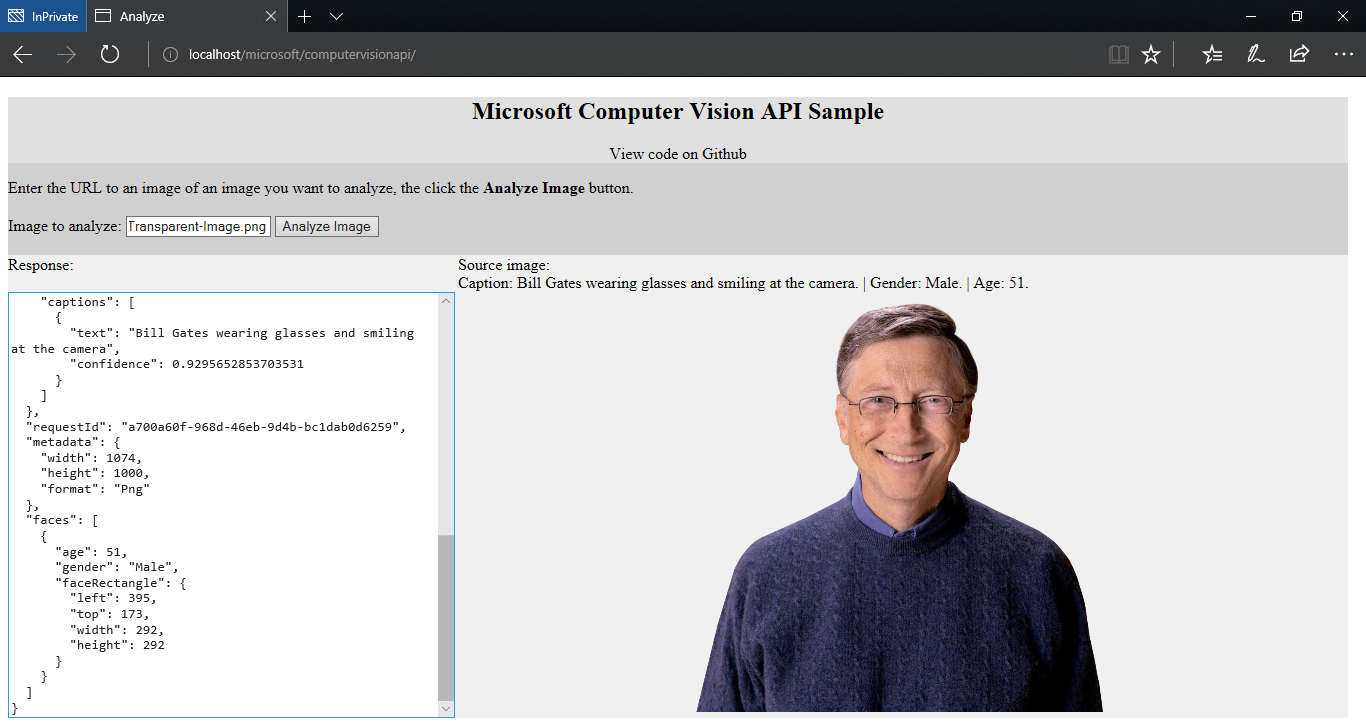 InPrivate
Analyze
localhost/microsoft/computervisionapi/
Microsoft Computer Vision API Sample
View code on Github
Enter the URL to an image of an image you want to analyze, the click the Analyze Image button.
Image to analyze: Transparent-Image.png Analyze Image
Response:
"captions": [
{
"text": "Bill Gates wearing glasses and smiling
at the camera",
"confidence": 0.9295652853703531
}
]
},
"requestId": "a700a60f-968d-46eb-9d4b-bc1dab0d6259",
"metadata": {
"width": 1074,
"height": 1000,
"format": "Png"
},
"faces": [
{
"age": 51,
"gender": "Male",
"faceRectangle": {
"left": 395,
"top": 173,
"width": 292,
"height": 292
}
}
]
}
Source image:
Caption: Bill Gates wearing glasses and smiling at the camera. | Gender: Male. | Age: 51.